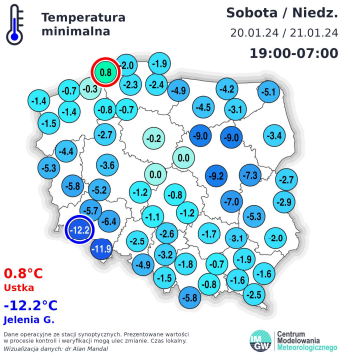 Temperatura
minimalna
Sobota / Niedz.
20.01.24 / 21.01.24
19:00-07:00
0.8 -2.0 -1.9
-0.7 -0.3 -2.3 -2.4 -4.9 -4.2 -5.1
-1.4 -1.4 -0.8 -0.7 -4.5 -3.1
-1.5 -2.7 -0.2 -9.0 -9.0 -3.4
-4.4 0.0
-5.3 -3.6 0.0 -9.2 -7.3 -2.7
-5.8 -5.2 -1.2 -0.8 -7.0 -2.9
-5.7 -6.4 -1.1 -1.2 -5.3
-12.2 -11.9 -2.5 -2.6 -1.7 3.1 2.0
-4.9 -3.2 -1.8 -0.7 -1.9
-1.5 -0.8 -1.6 -1.6
-5.8 -2.5
0.8°C
Ustka
-12.2°C
Jelenia G.
Dane operacyjne ze stacji synoptycznych. Prezentowane wartości
w procesie kontroli i weryfikacji mogą ulec zmianie. Czas lokalny.
Wizualizacja danych: dr Alan Mandal
IM
GW
Centrum
Modelowania
Meteorologicznego